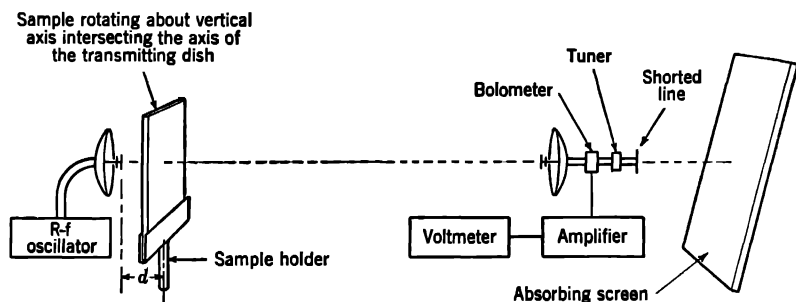 Sample rotating about vertical
axis intersecting the axis of
the transmitting dish
Tuner
Bolometer
Shorted
line
R-f
oscillator
d
Sample holder
Voltmeter
Amplifier
Absorbing screen